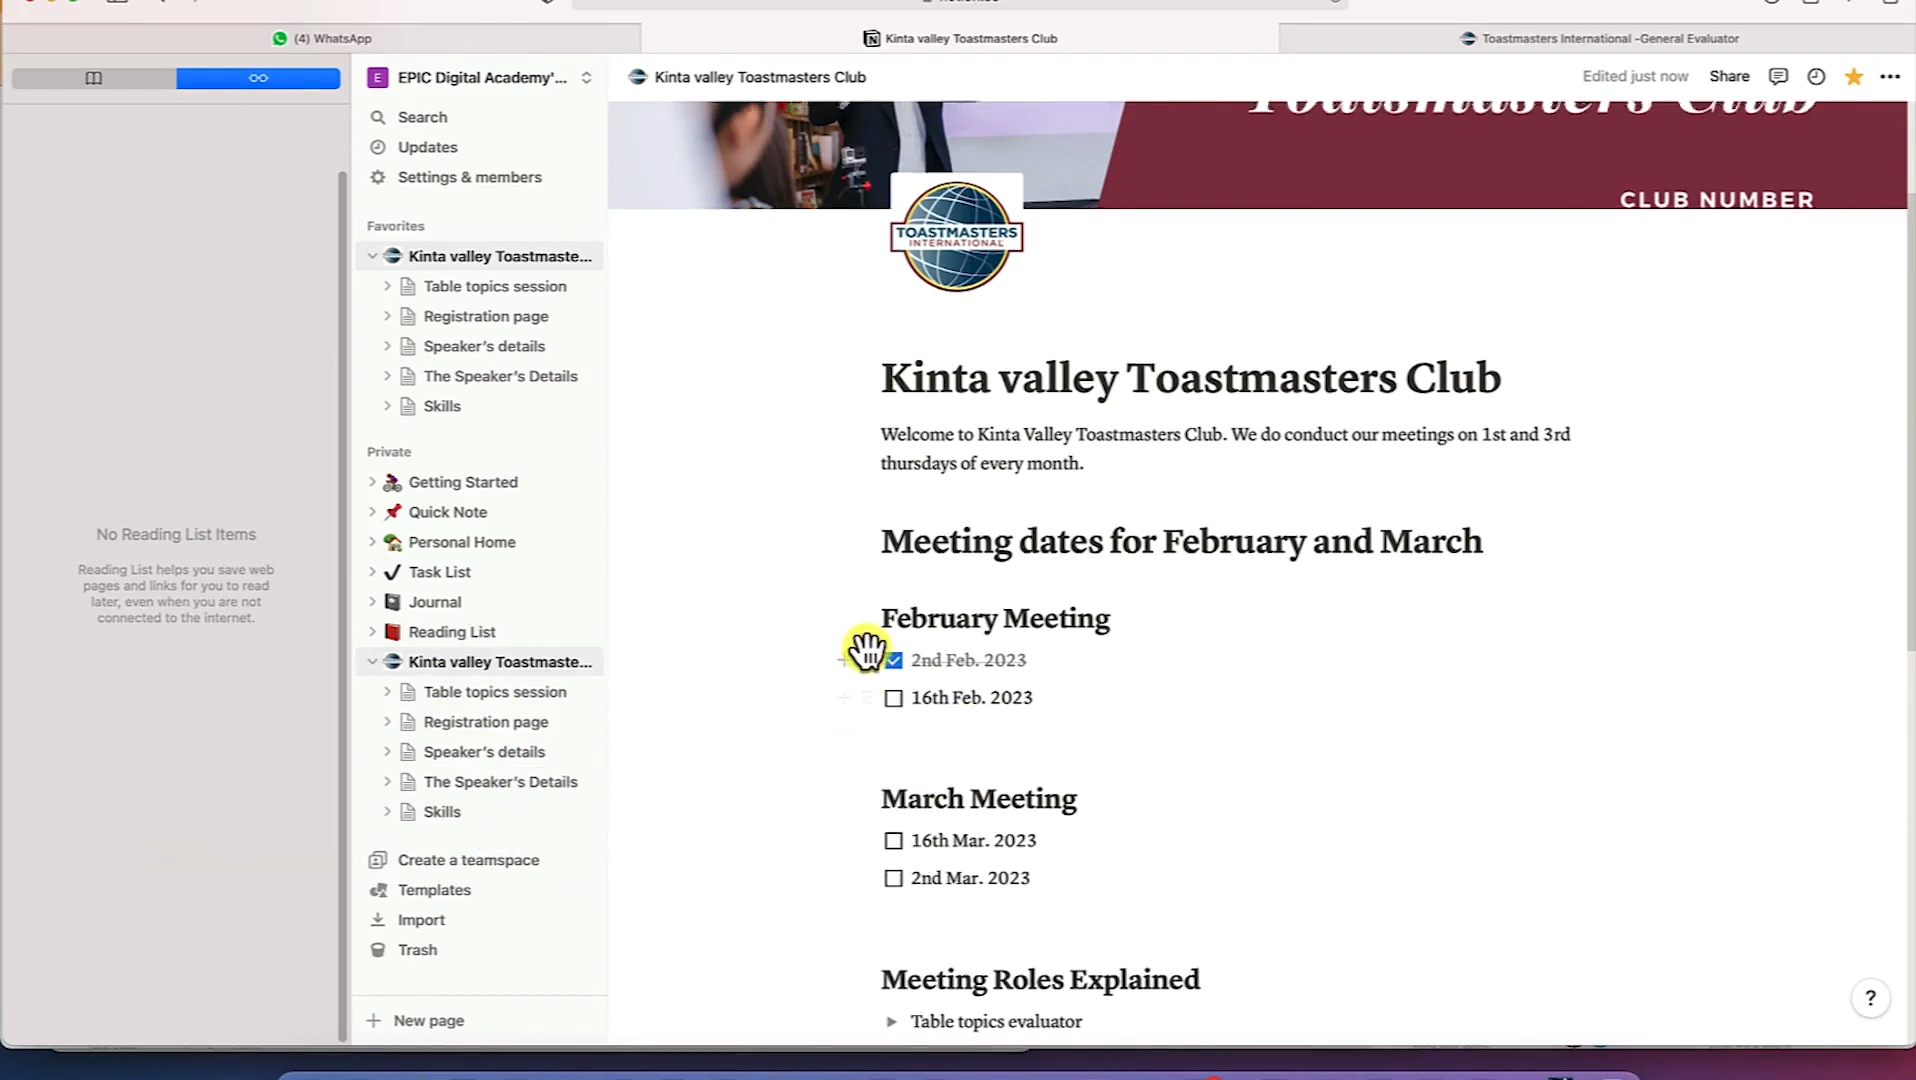 (4) WhatsApp
Kinta valley Toastmasters Club
Toastmasters International -General Evaluator
EPIC Digital Academy'...
Kinta valley Toastmasters Club
Edited just now
Share
Search
Updates
Settings & members
Favorites
Kinta valley Toastmaste...
Table topics session
Registration page
Speaker's details
The Speaker's Details
Skills
Private
Getting Started
Quick Note
Personal Home
Task List
Journal
Reading List
Kinta valley Toastmaste...
Table topics session
Registration page
Speaker's details
The Speaker's Details
Skills
Create a teamspace
Templates
Import
Trash
New page
No Reading List Items
Reading List helps you save web
pages and links for you to read
later, even when you are not
connected to the internet.
Toatsmasters Club
CLUB NUMBER
TOASTMASTERS
INTERNATIONAL
Kinta valley Toastmasters Club
Welcome to Kinta Valley Toastmasters Club. We do conduct our meetings on 1st and 3rd
thursdays of every month.
Meeting dates for February and March
February Meeting
2nd Feb. 2023
16th Feb. 2023
March Meeting
16th Mar. 2023
2nd Mar. 2023
Meeting Roles Explained
Table topics evaluator
?